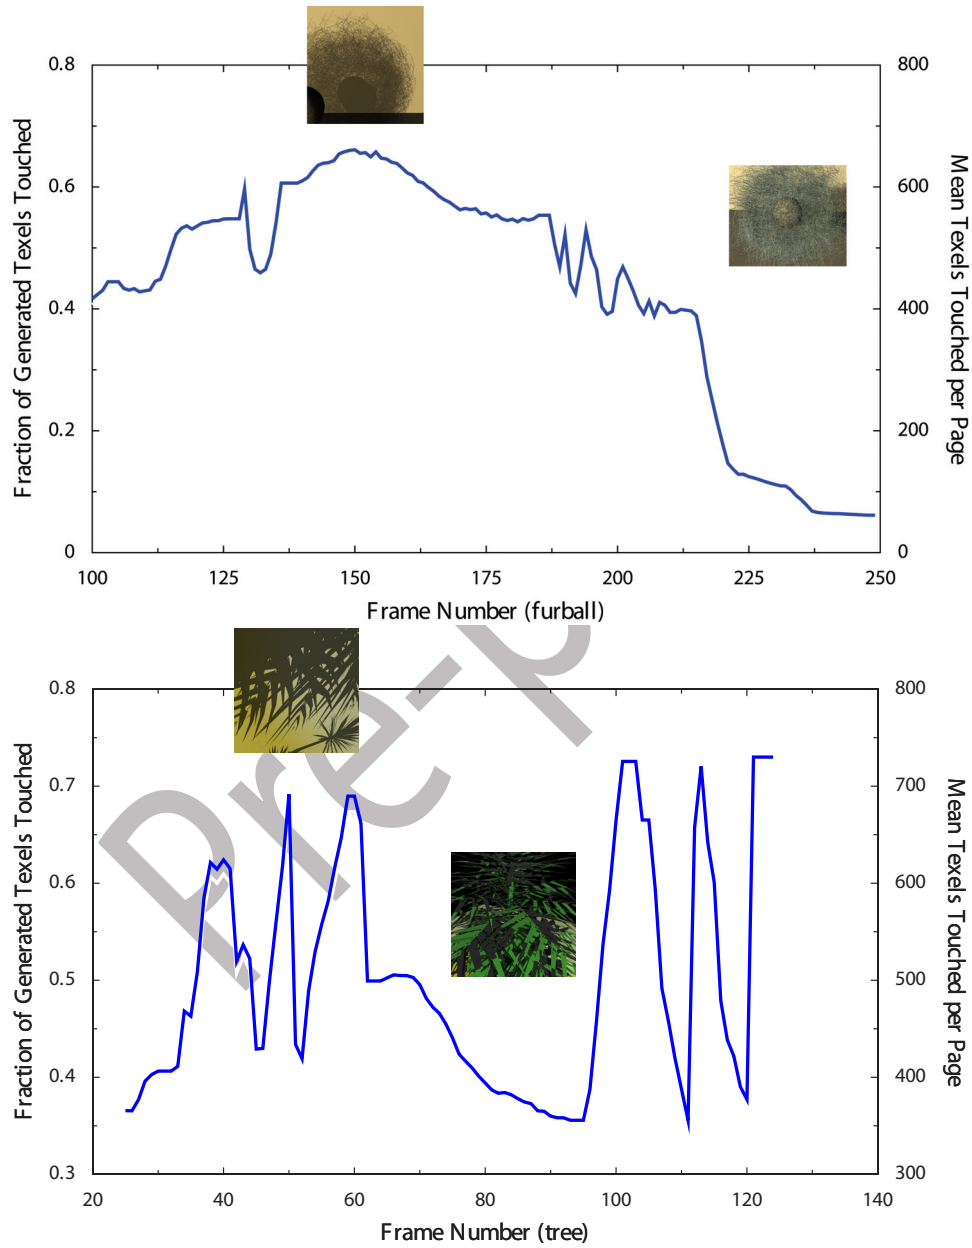 0.8
0.6
0.4
0.2
0
800
600
400
200
0
Fraction of Generated Texels Touched
Mean Texels Touched per Page
100 125 150 175 200 225 250
Frame Number (furball)
Pre-p
0.8
0.7
0.6
0.5
0.4
0.3
800
700
600
500
400
300
Fraction of Generated Texels Touched
Mean Texels Touched per Page
20 40 60 80 100 120 140
Frame Number (tree)